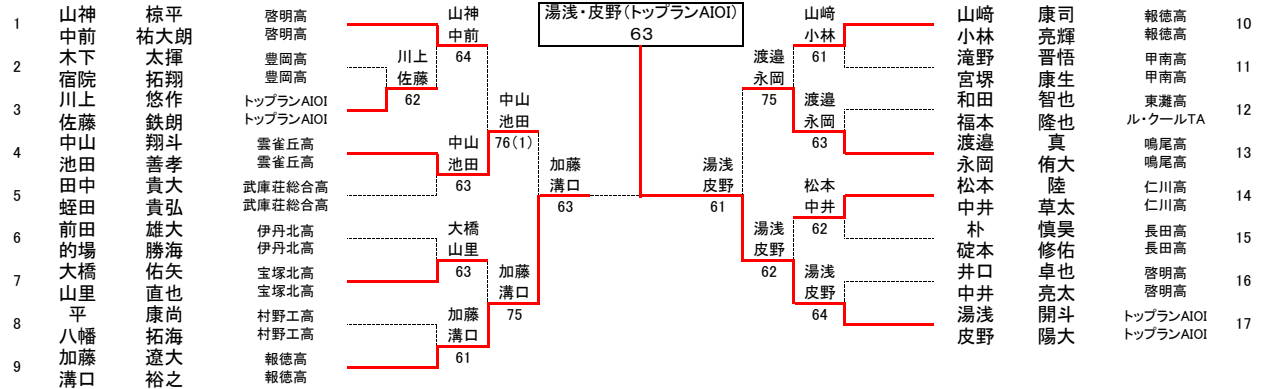 湯浅・皮野(トップランAIOI)
63
1 山神 椋平 啓明高
中前 祐大朗 啓明高
2 木下 太揮 豊岡高
宿院 拓翔 豊岡高
3 川上 悠作 トップランAIOI
佐藤 鉄朗 トップランAIOI
4 中山 翔斗 雲雀丘高
池田 善孝 雲雀丘高
5 田中 貴大 武庫荘総合高
蛭田 貴弘 武庫荘総合高
6 前田 雄大 伊丹北高
的場 勝海 伊丹北高
7 大橋 佑矢 宝塚北高
山里 直也 宝塚北高
8 平 康尚 村野工高
八幡 拓海 村野工高
9 加藤 遼大 報徳高
溝口 裕之 報徳高
山神
中前
64
川上
佐藤
62
中山
池田
76(1)
中山
池田
63
加藤
溝口
63
大橋
山里
63
加藤
溝口
75
加藤
溝口
61
山﨑
小林
61
渡邉
永岡
75
渡邉
永岡
63
湯浅
皮野
61
松本
中井
62
湯浅
皮野
62
湯浅
皮野
64
山﨑 康司 報徳高 10
小林 亮輝 報徳高
滝野 晋悟 甲南高 11
宮堺 康生 甲南高
和田 智也 東灘高 12
福本 隆也 ル・クールTA
渡邉 真 鳴尾高 13
永岡 侑大 鳴尾高
松本 陸 仁川高 14
中井 草太 仁川高
朴 慎昊 長田高 15
碇本 修佑 長田高
井口 卓也 啓明高 16
中井 亮太 啓明高
湯浅 開斗 トップランAIOI 17
皮野 陽大 トップランAIOI